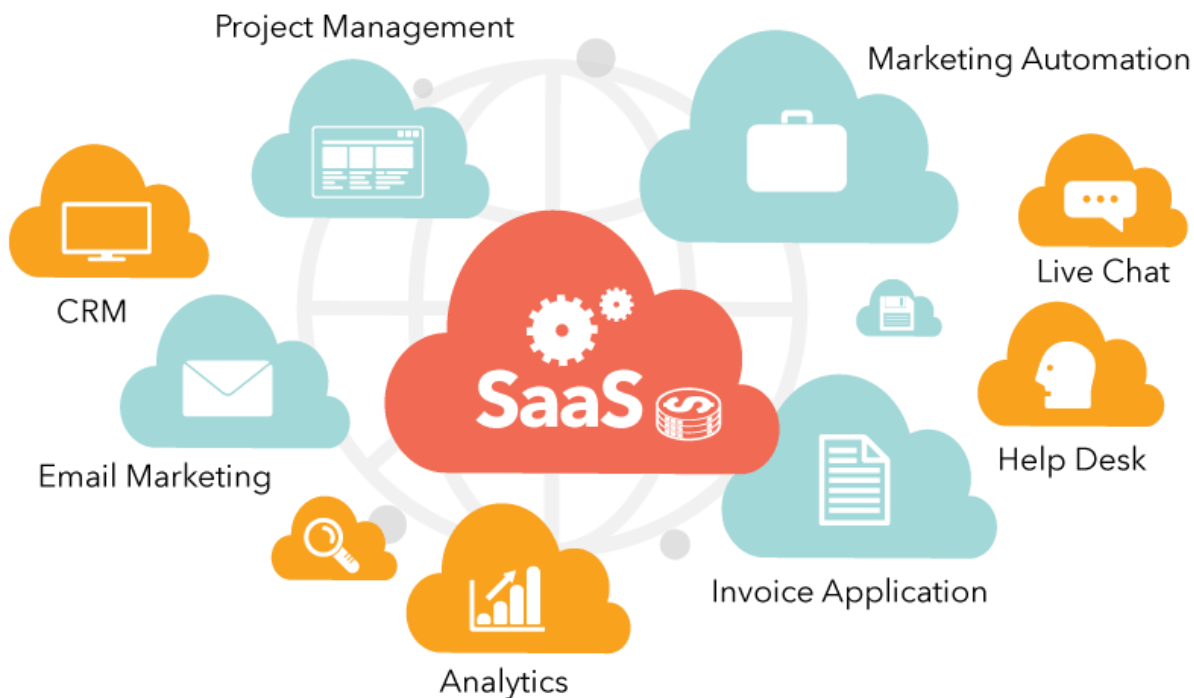 Project Management
Marketing Automation
CRM
Live Chat
SaaS
Email Marketing
Help Desk
Invoice Application
Analytics